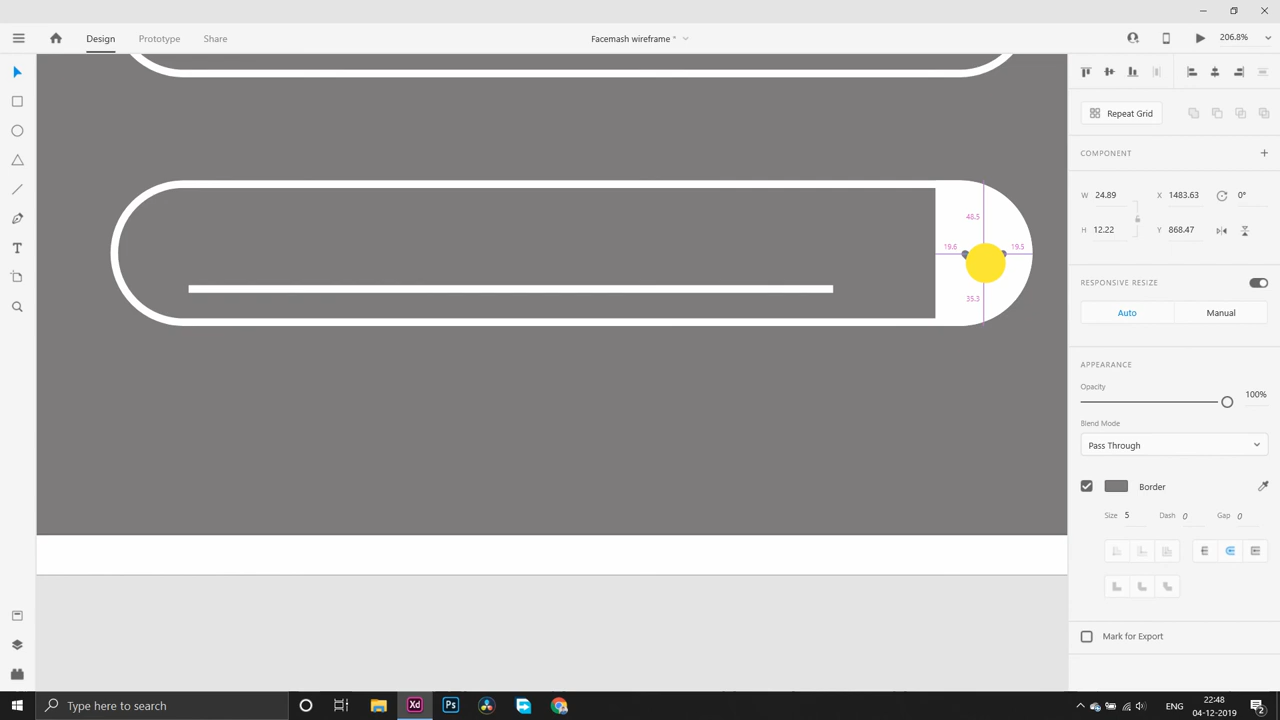 Design
Prototype
Share
Facemash wireframe *
206.8%
Repeat Grid
COMPONENT
W 24.89
X 1483.63
0°
H 12.22
Y 868.47
48.5
19.6
19.5
35.3
RESPONSIVE RESIZE
Auto
Manual
APPEARANCE
Opacity
100%
Blend Mode
Pass Through
Border
Size 5
Dash 0
Gap 0
Mark for Export
Type here to search
Xd
Ps
ENG
22:48
04-12-2019
2